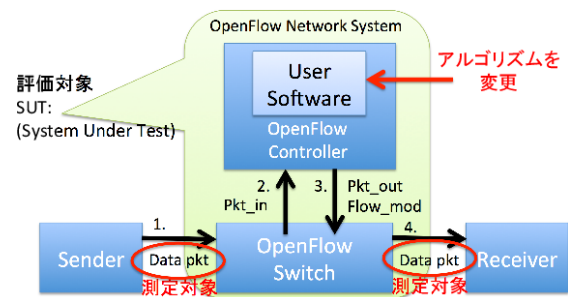 OpenFlow Network System
評価対象
SUT:
(System Under Test)
User
Software
アルゴリズムを
変更
OpenFlow
Controller
2.
Pkt_in
3.
Pkt_out
Flow_mod
1.
4.
Sender
Data pkt
OpenFlow
Switch
Data pkt
Receiver
測定対象
測定対象